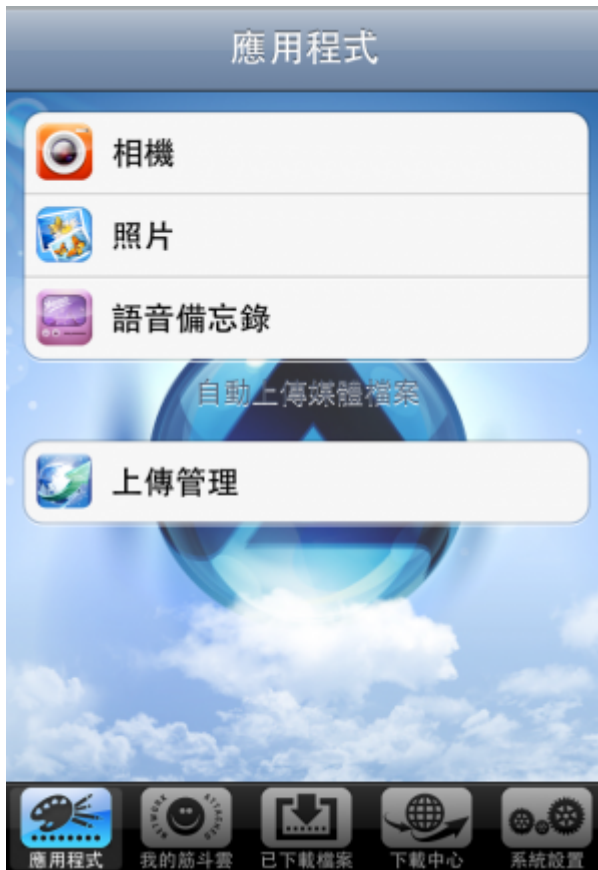 應用程式
相機
照片
語音備忘錄
自動上傳媒體檔案
上傳管理
NETWORK ATTACHED
應用程式
我的筋斗雲
已下載檔案
下載中心
系統設置